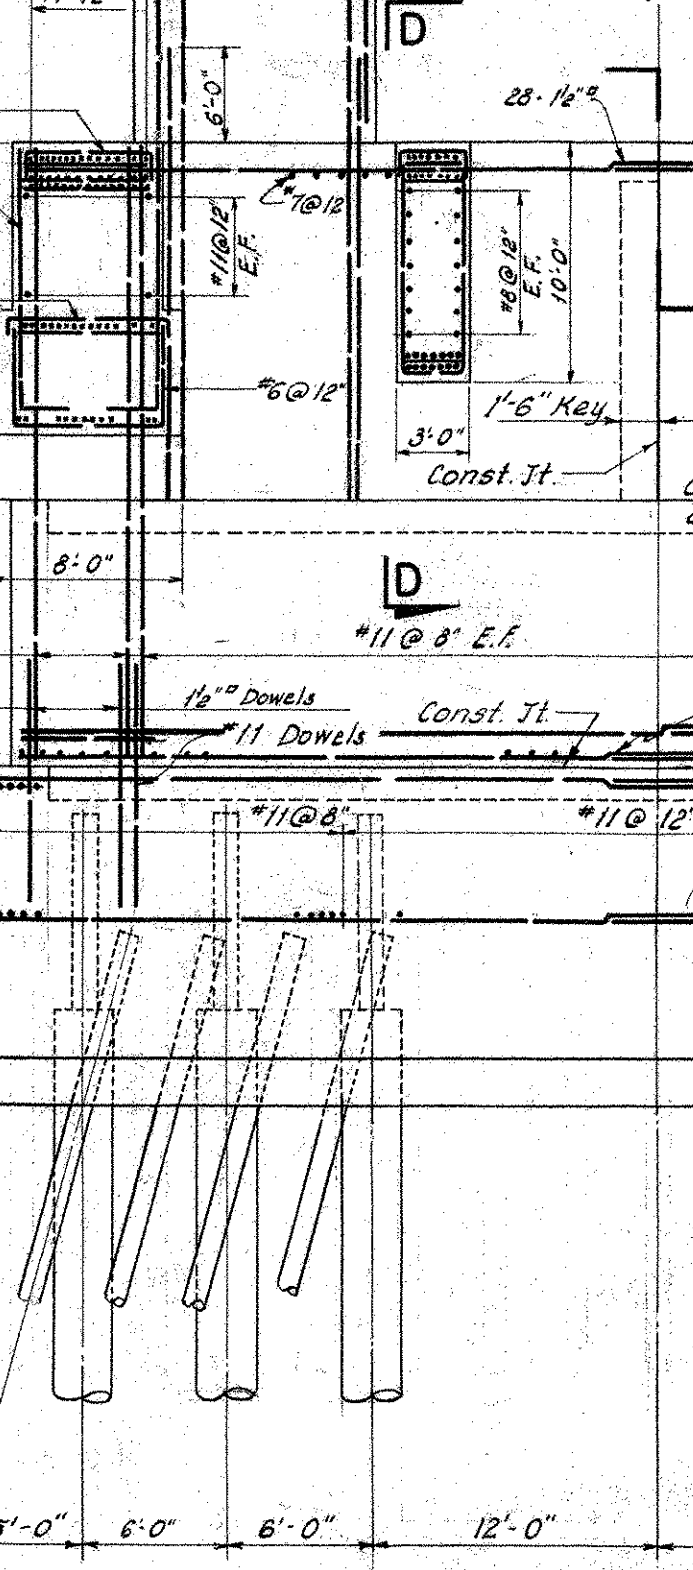 D
6'-0"
28-1½"⌑
#7@12
#11@12"
E.F.
#8@12"
E.F.
10'-0"
#6@12"
1'-6" Key
3'-0"
Const. Jt.
8'-0"
D
#11@8" E.F.
1½"⌑ Dowels
Const. Jt.
#11 Dowels
#11@8"
#11@12"
5'-0"
6'-0"
6'-0"
12'-0"